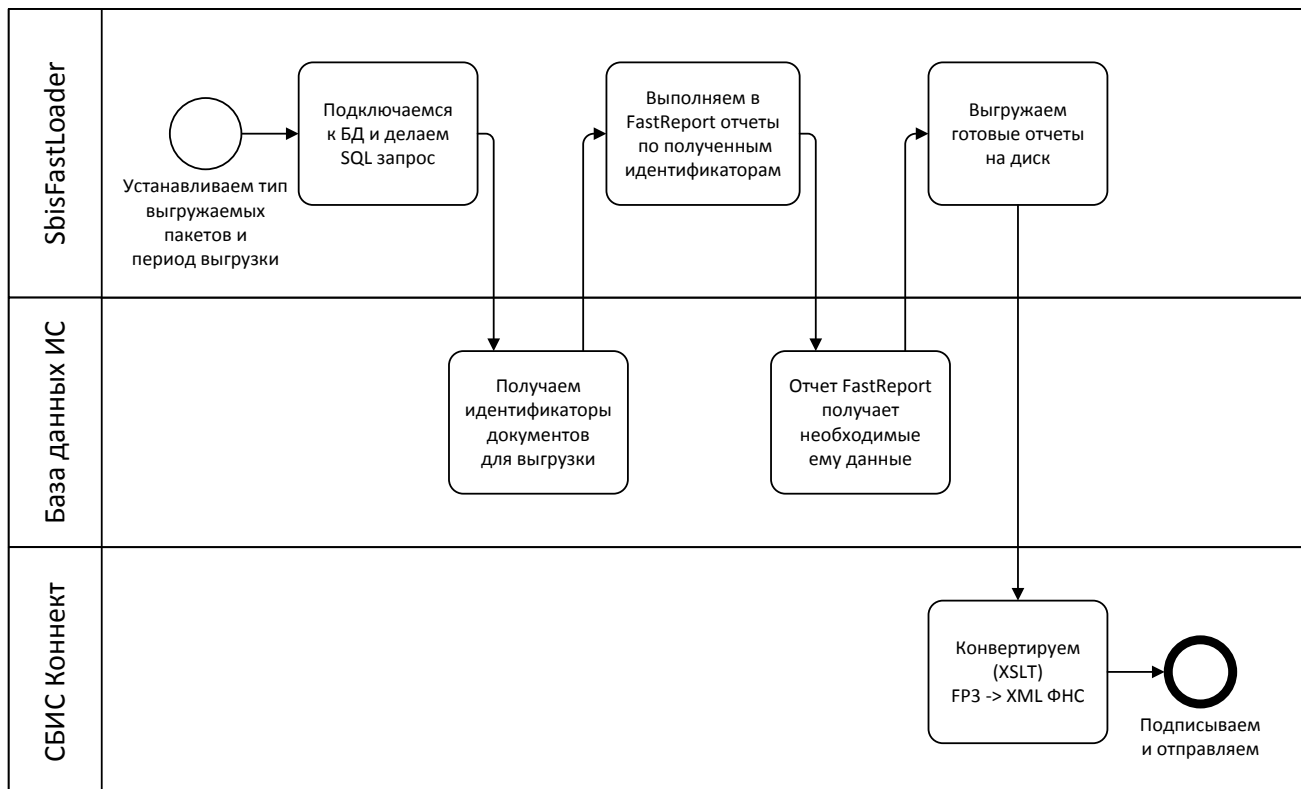 SbisFastLoader
Устанавливаем тип
выгружаемых
пакетов и
период выгрузки
Подключаемся
к БД и делаем
SQL запрос
Выполняем в
FastReport отчеты
по полученным
идентификаторам
Выгружаем
готовые отчеты
на диск
База данных ИС
Получаем
идентификаторы
документов
для выгрузки
Отчет FastReport
получает
необходимые
ему данные
СБИС Коннект
Конвертируем
(XSLT)
FP3 -> XML ФНС
Подписываем
и отправляем